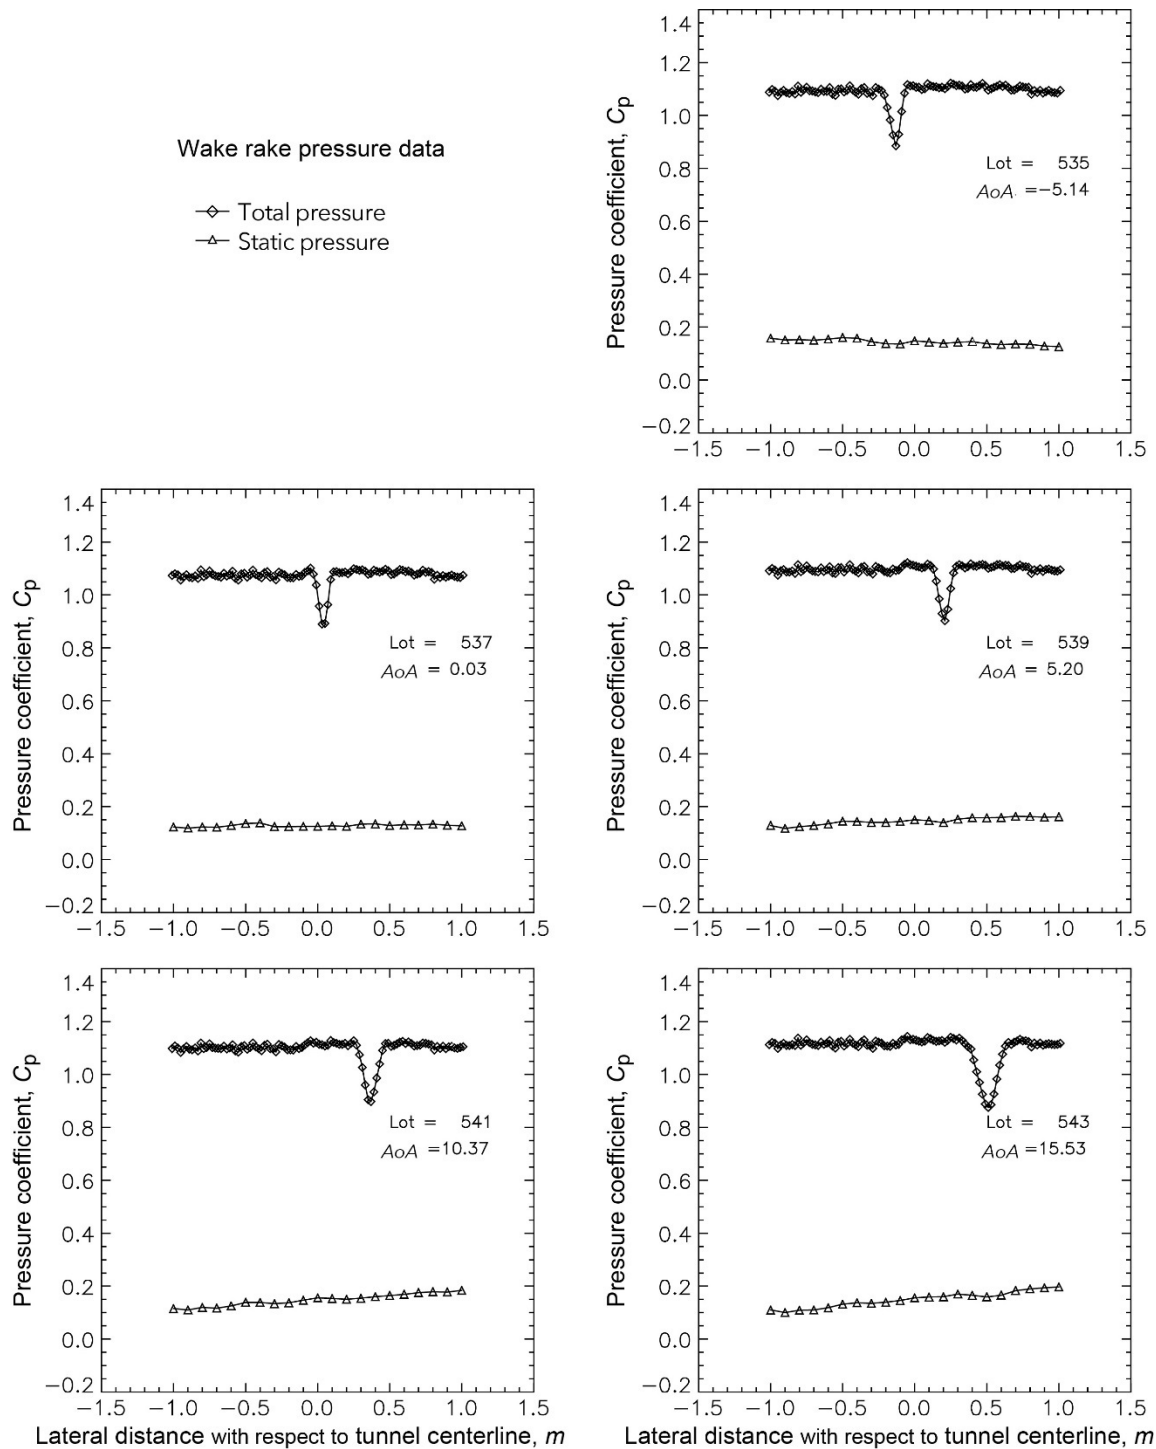 Wake rake pressure data
Total pressure
Static pressure
Pressure coefficient, Cp
1.4
1.2
1.0
0.8
0.6
0.4
0.2
0.0
−0.2
Lot = 535
AoA. =−5.14
−1.5 −1.0 −0.5 0.0 0.5 1.0 1.5
Pressure coefficient, Cp
1.4
1.2
1.0
0.8
0.6
0.4
0.2
0.0
−0.2
Lot = 537
AoA = 0.03
−1.5 −1.0 −0.5 0.0 0.5 1.0 1.5
Pressure coefficient, Cp
1.4
1.2
1.0
0.8
0.6
0.4
0.2
0.0
−0.2
Lot = 539
AoA = 5.20
−1.5 −1.0 −0.5 0.0 0.5 1.0 1.5
Pressure coefficient, Cp
1.4
1.2
1.0
0.8
0.6
0.4
0.2
0.0
−0.2
Lot = 541
AoA =10.37
−1.5 −1.0 −0.5 0.0 0.5 1.0 1.5
Lateral distance with respect to tunnel centerline, m
Pressure coefficient, Cp
1.4
1.2
1.0
0.8
0.6
0.4
0.2
0.0
−0.2
Lot = 543
AoA =15.53
−1.5 −1.0 −0.5 0.0 0.5 1.0 1.5
Lateral distance with respect to tunnel centerline, m